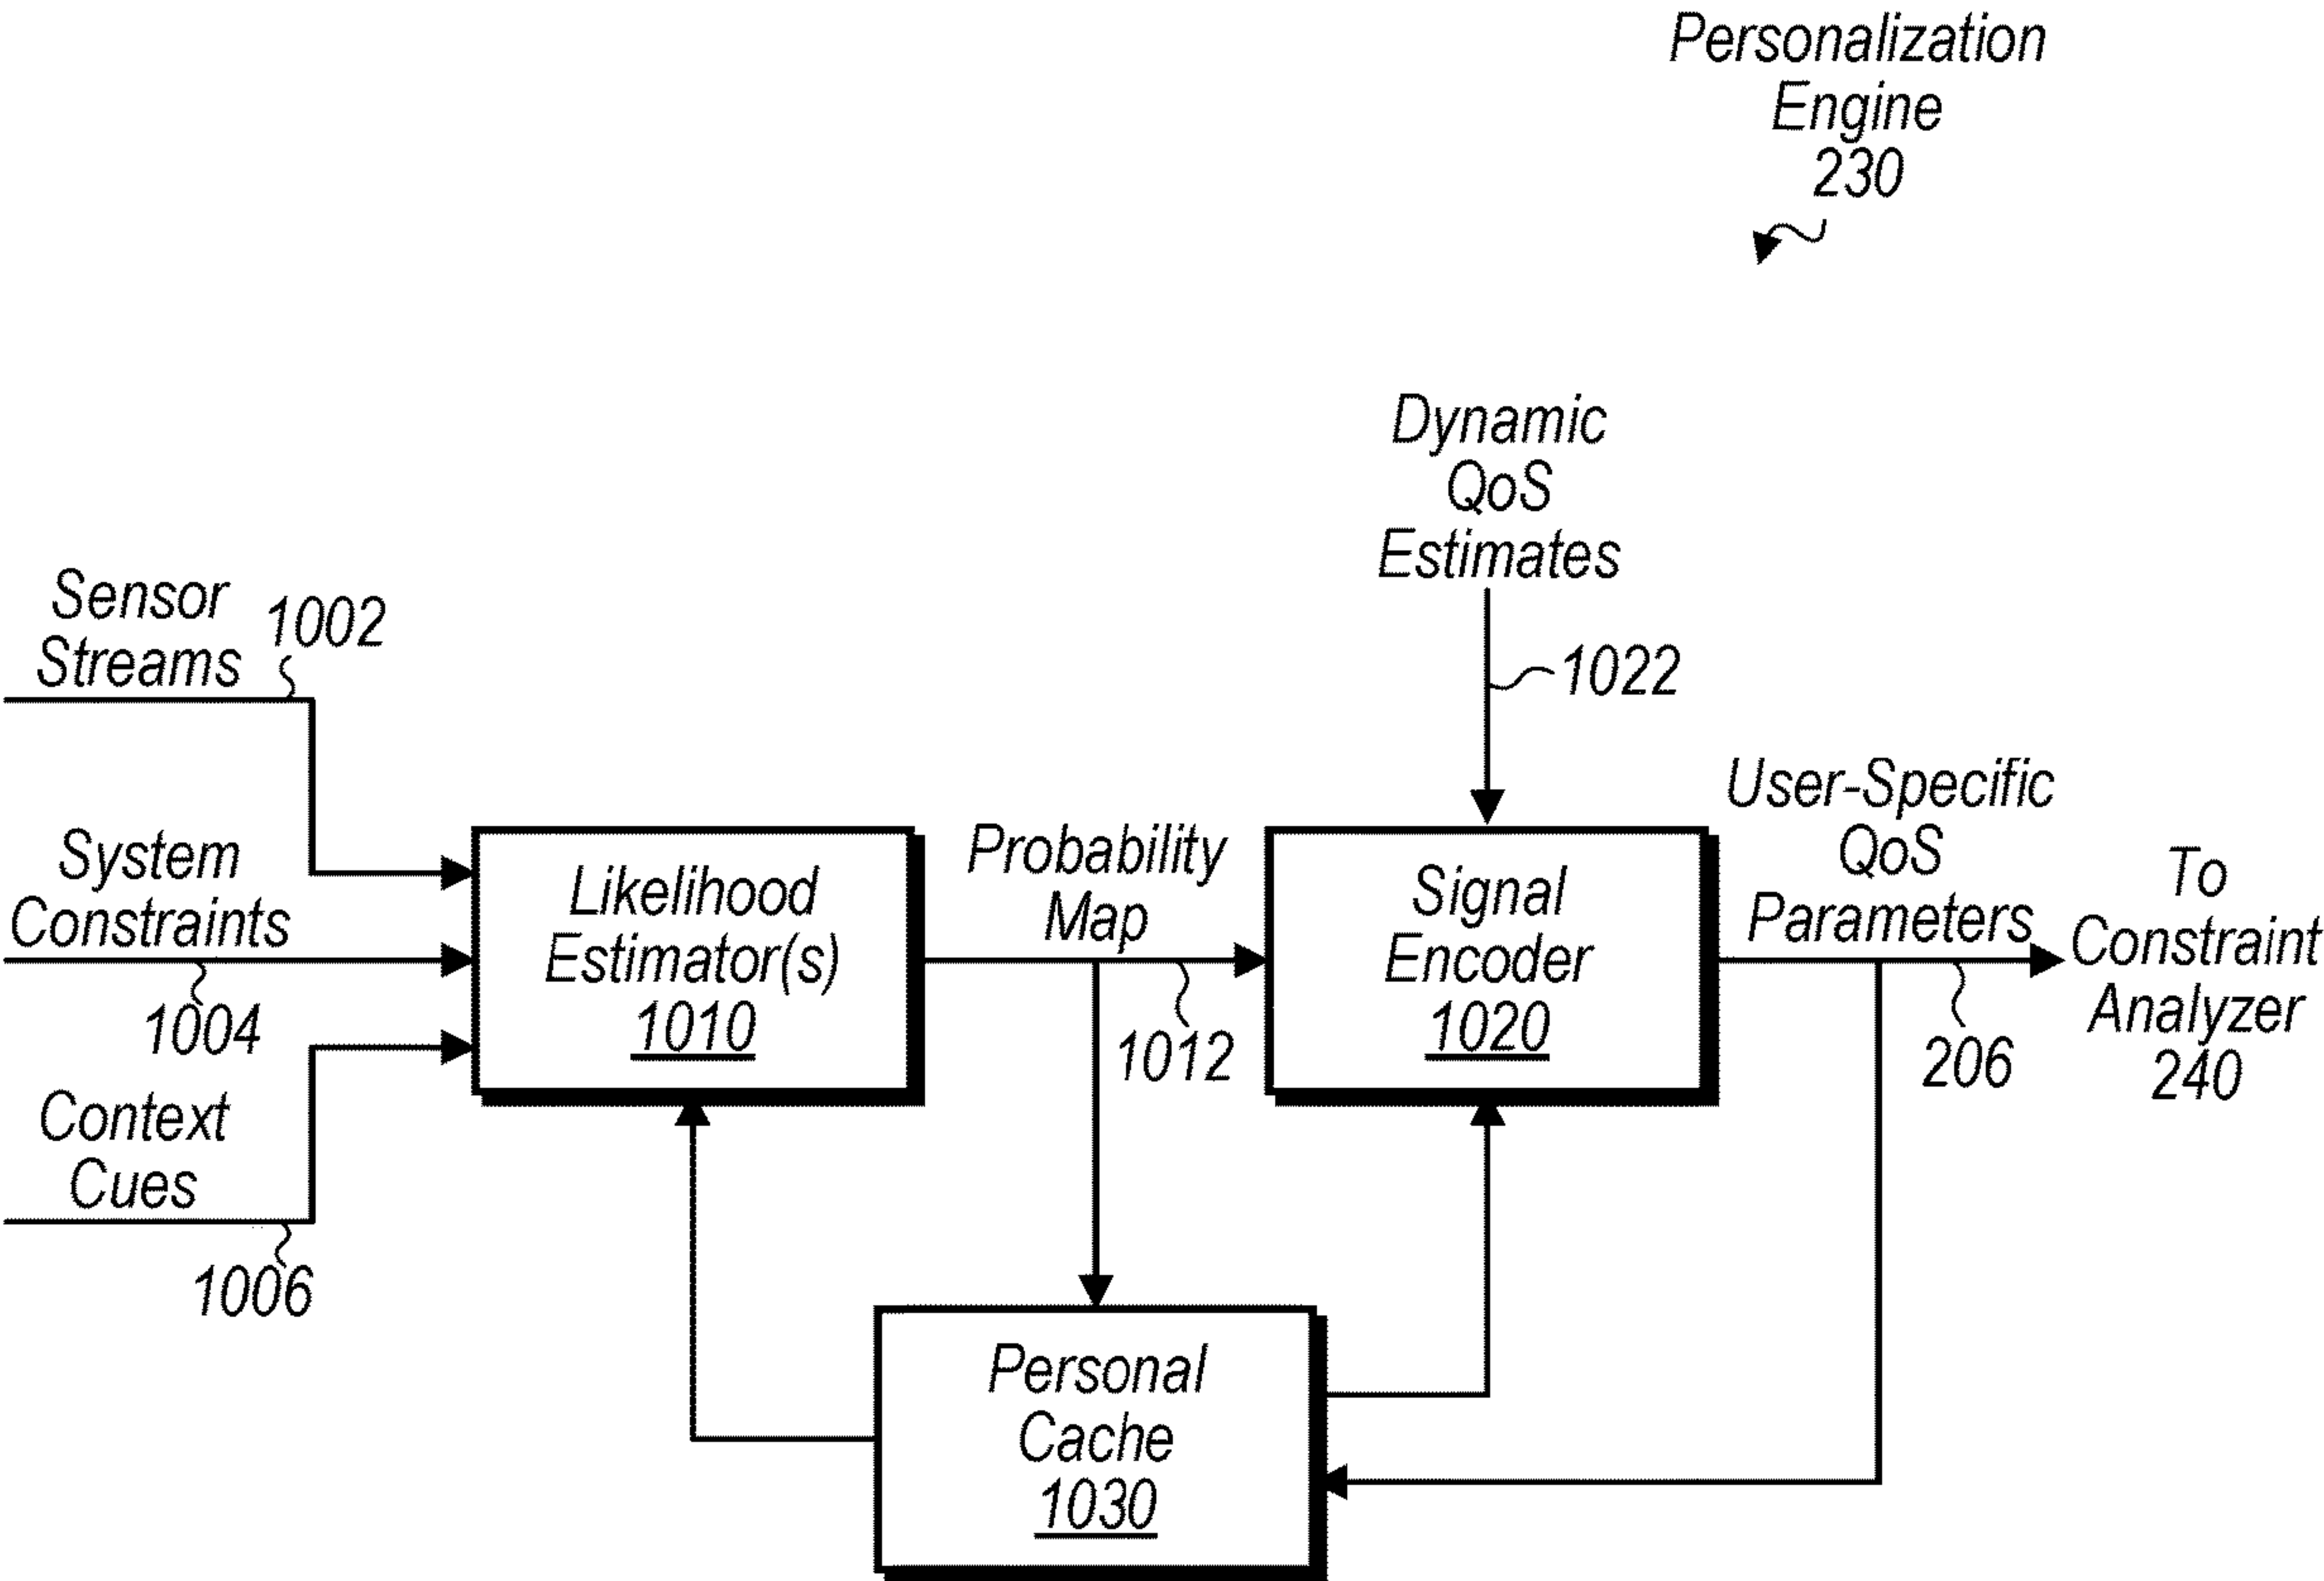 Personalization
Engine
230
Dynamic
QoS
Estimates
1022
Sensor
Streams
1002
System
Constraints
1004
Context
Cues
1006
Likelihood
Estimator(s)
1010
Probability
Map
1012
Signal
Encoder
1020
User-Specific
QoS
Parameters
206
To
Constraint
Analyzer
240
Personal
Cache
1030